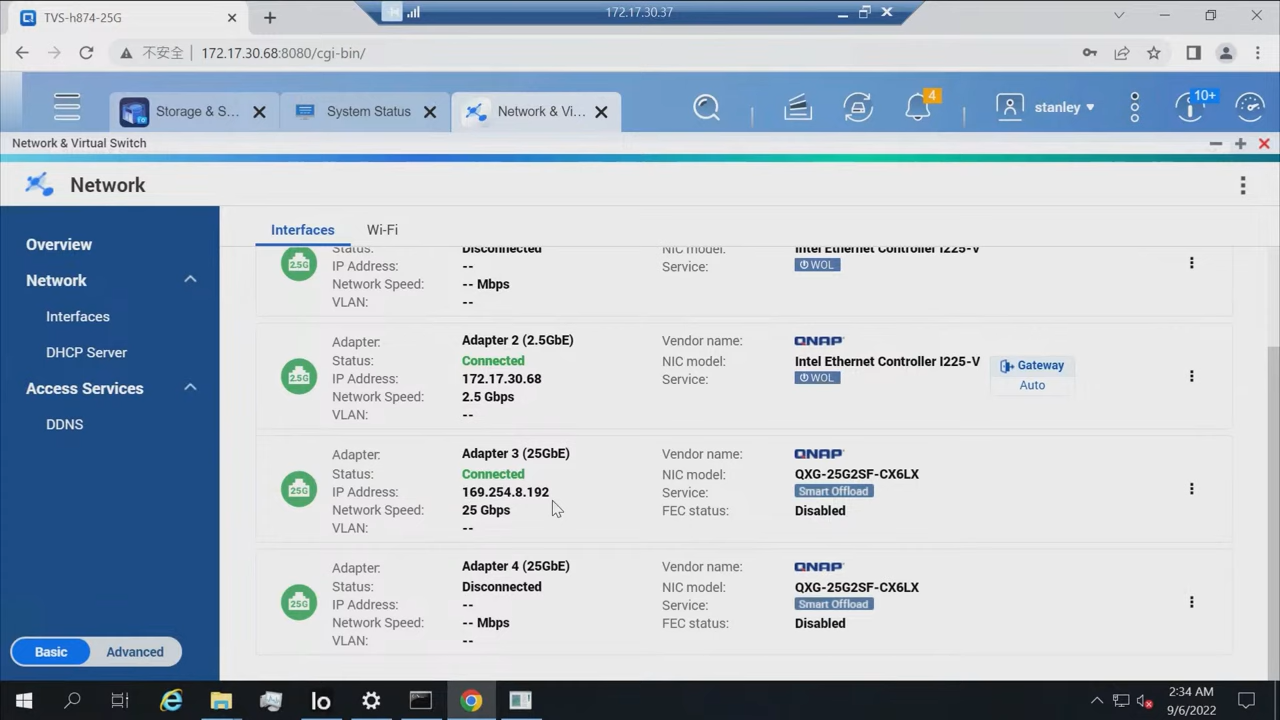 TVS-h874-25G
172.17.30.37
不安全 172.17.30.68:8080/cgi-bin/
Storage & S...
System Status
Network & Vi...
4
stanley
10+
Network & Virtual Switch
Network
Overview
Network
Interfaces
DHCP Server
Access Services
DDNS
Basic
Advanced
Interfaces
Wi-Fi
2.5G
Status: Disconnected
NIC model: Intel Ethernet Controller I225-V
IP Address: --
Service: WOL
Network Speed: -- Mbps
VLAN: --
2.5G
Adapter: Adapter 2 (2.5GbE)
Vendor name: QNAP
Status: Connected
NIC model: Intel Ethernet Controller I225-V
IP Address: 172.17.30.68
Service: WOL
Network Speed: 2.5 Gbps
VLAN: --
Gateway
Auto
25G
Adapter: Adapter 3 (25GbE)
Vendor name: QNAP
Status: Connected
NIC model: QXG-25G2SF-CX6LX
IP Address: 169.254.8.192
Service: Smart Offload
Network Speed: 25 Gbps
FEC status: Disabled
VLAN: --
25G
Adapter: Adapter 4 (25GbE)
Vendor name: QNAP
Status: Disconnected
NIC model: QXG-25G2SF-CX6LX
IP Address: --
Service: Smart Offload
Network Speed: -- Mbps
FEC status: Disabled
VLAN: --
2:34 AM
9/6/2022